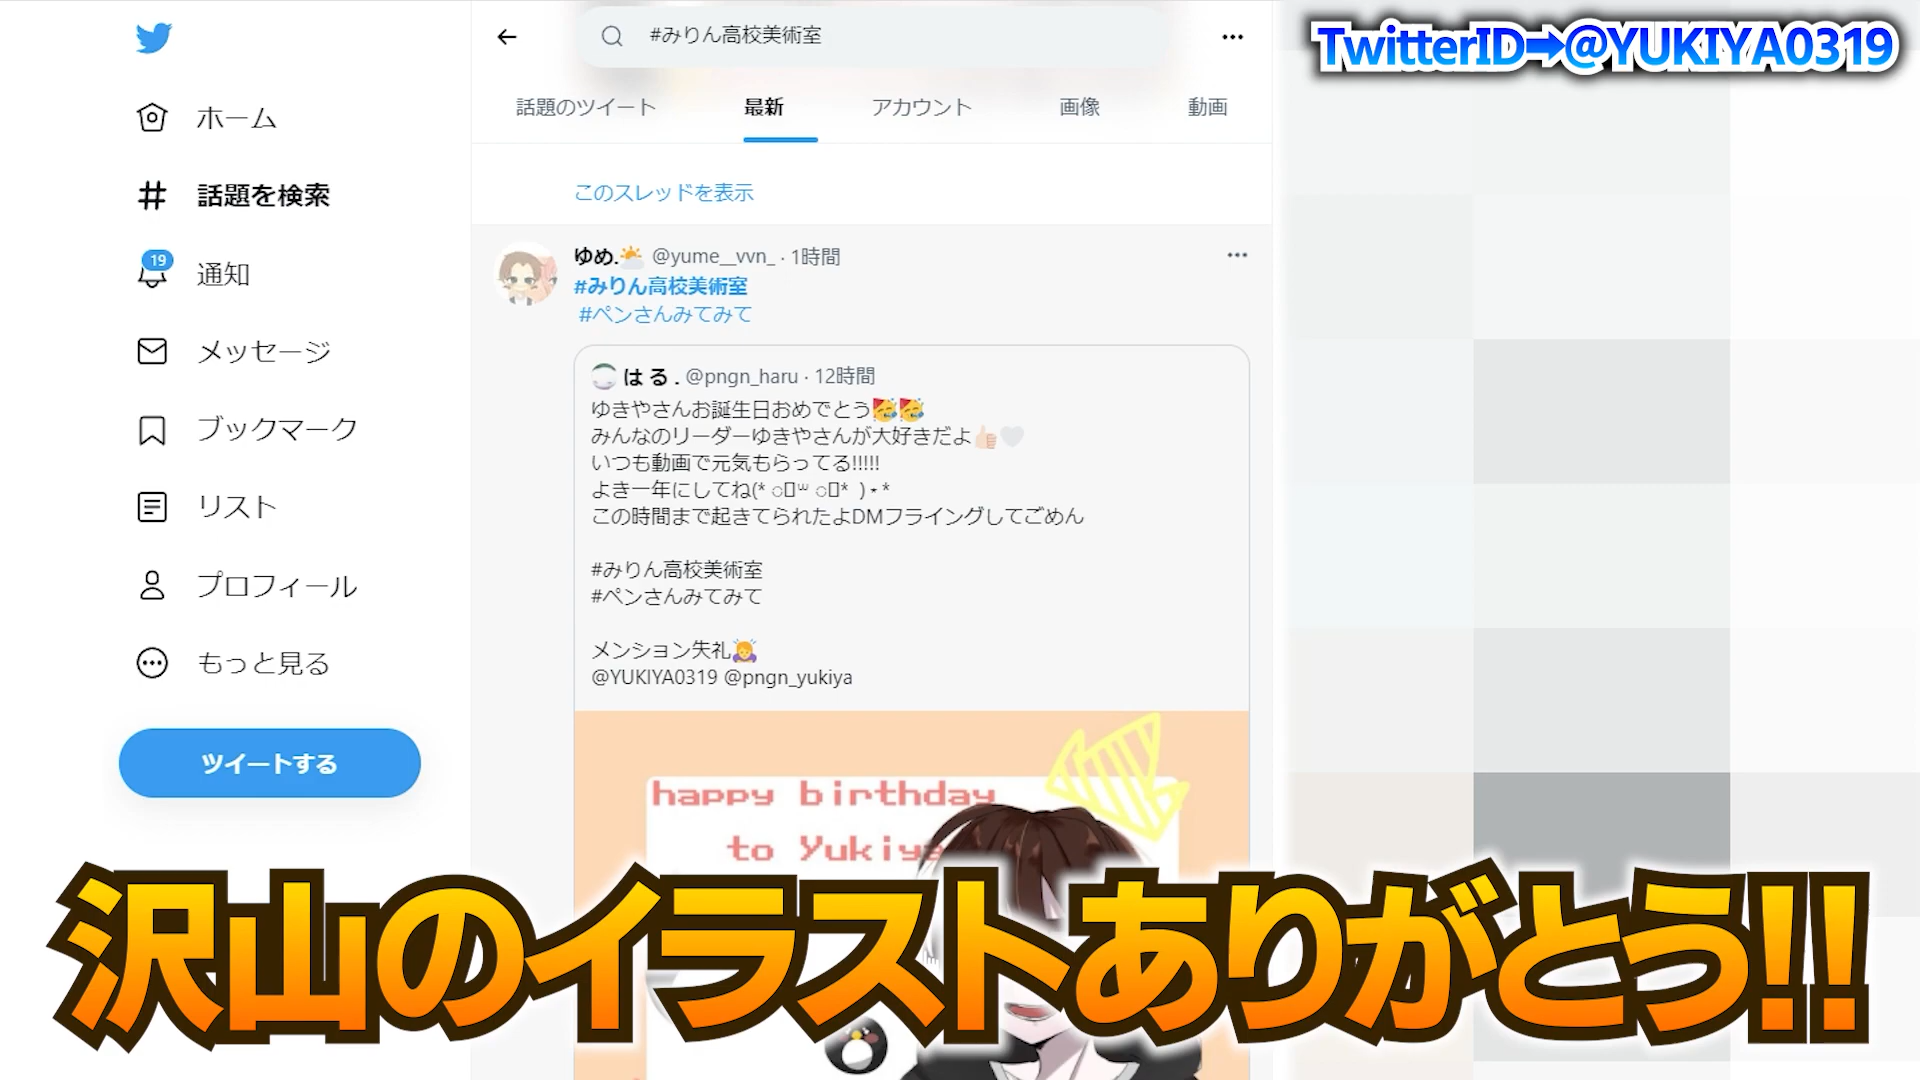 #みりん高校美術室
TwitterID➡@YUKIYA0319
話題のツイート
最新
アカウント
画像
動画
ホーム
話題を検索
19
通知
メッセージ
ブックマーク
リスト
プロフィール
もっと見る
ツイートする
このスレッドを表示
ゆめ.⛅ @yume__vvn_ · 1時間
#みりん高校美術室
#ペンさんみてみて
は る . @pngn_haru · 12時間
ゆきやさんお誕生日おめでとう🥳🥳
みんなのリーダーゆきやさんが大好きだよ👍🏻🤍
いつも動画で元気もらってる!!!!!
よき一年にしてね
この時間まで起きてられたよDMフライングしてごめん
#みりん高校美術室
#ペンさんみてみて
メンション失礼🙇
@YUKIYA0319 @pngn_yukiya
happy birthday
to Yukiya
沢山のイラストありがとう!!